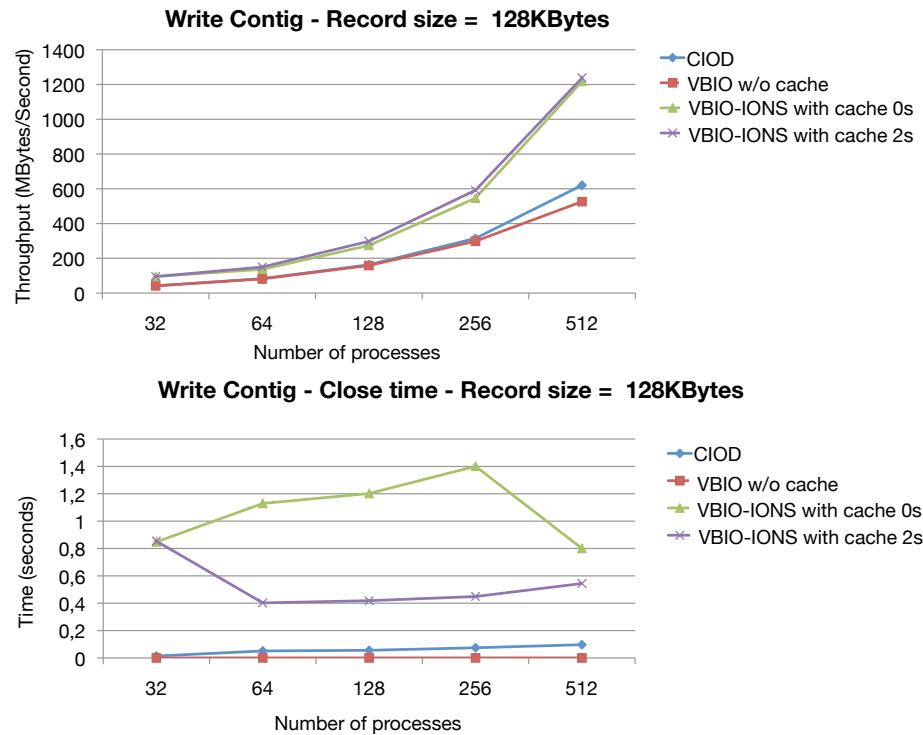 Write Contig - Record size =  128KBytes
Throughput (MBytes/Second)
1400
1200
1000
800
600
400
200
0
32 64 128 256 512
Number of processes
CIOD
VBIO w/o cache
VBIO-IONS with cache 0s
VBIO-IONS with cache 2s
Write Contig - Close time - Record size =  128KBytes
Time (seconds)
1,6
1,4
1,2
1
0,8
0,6
0,4
0,2
0
32 64 128 256 512
Number of processes
CIOD
VBIO w/o cache
VBIO-IONS with cache 0s
VBIO-IONS with cache 2s